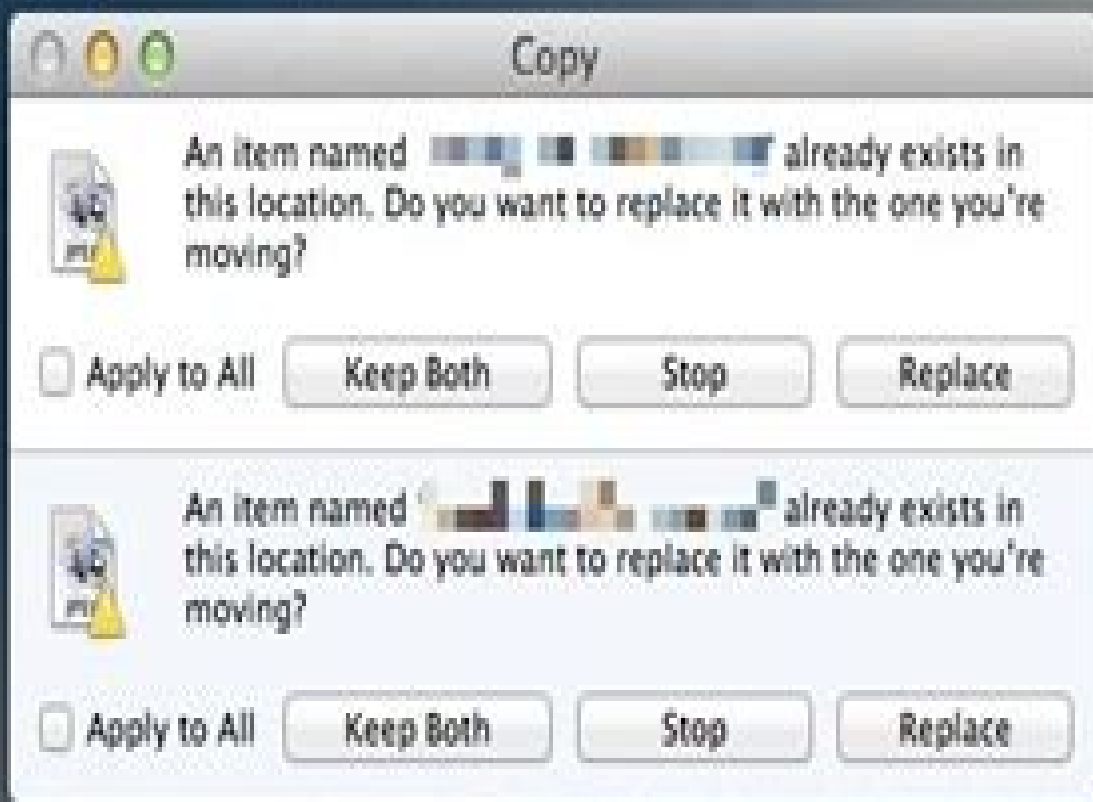 Copy
An item named already exists in
this location. Do you want to replace it with the one you're
moving?
Apply to All Keep Both Stop Replace
An item named already exists in
this location. Do you want to replace it with the one you're
moving?
Apply to All Keep Both Stop Replace